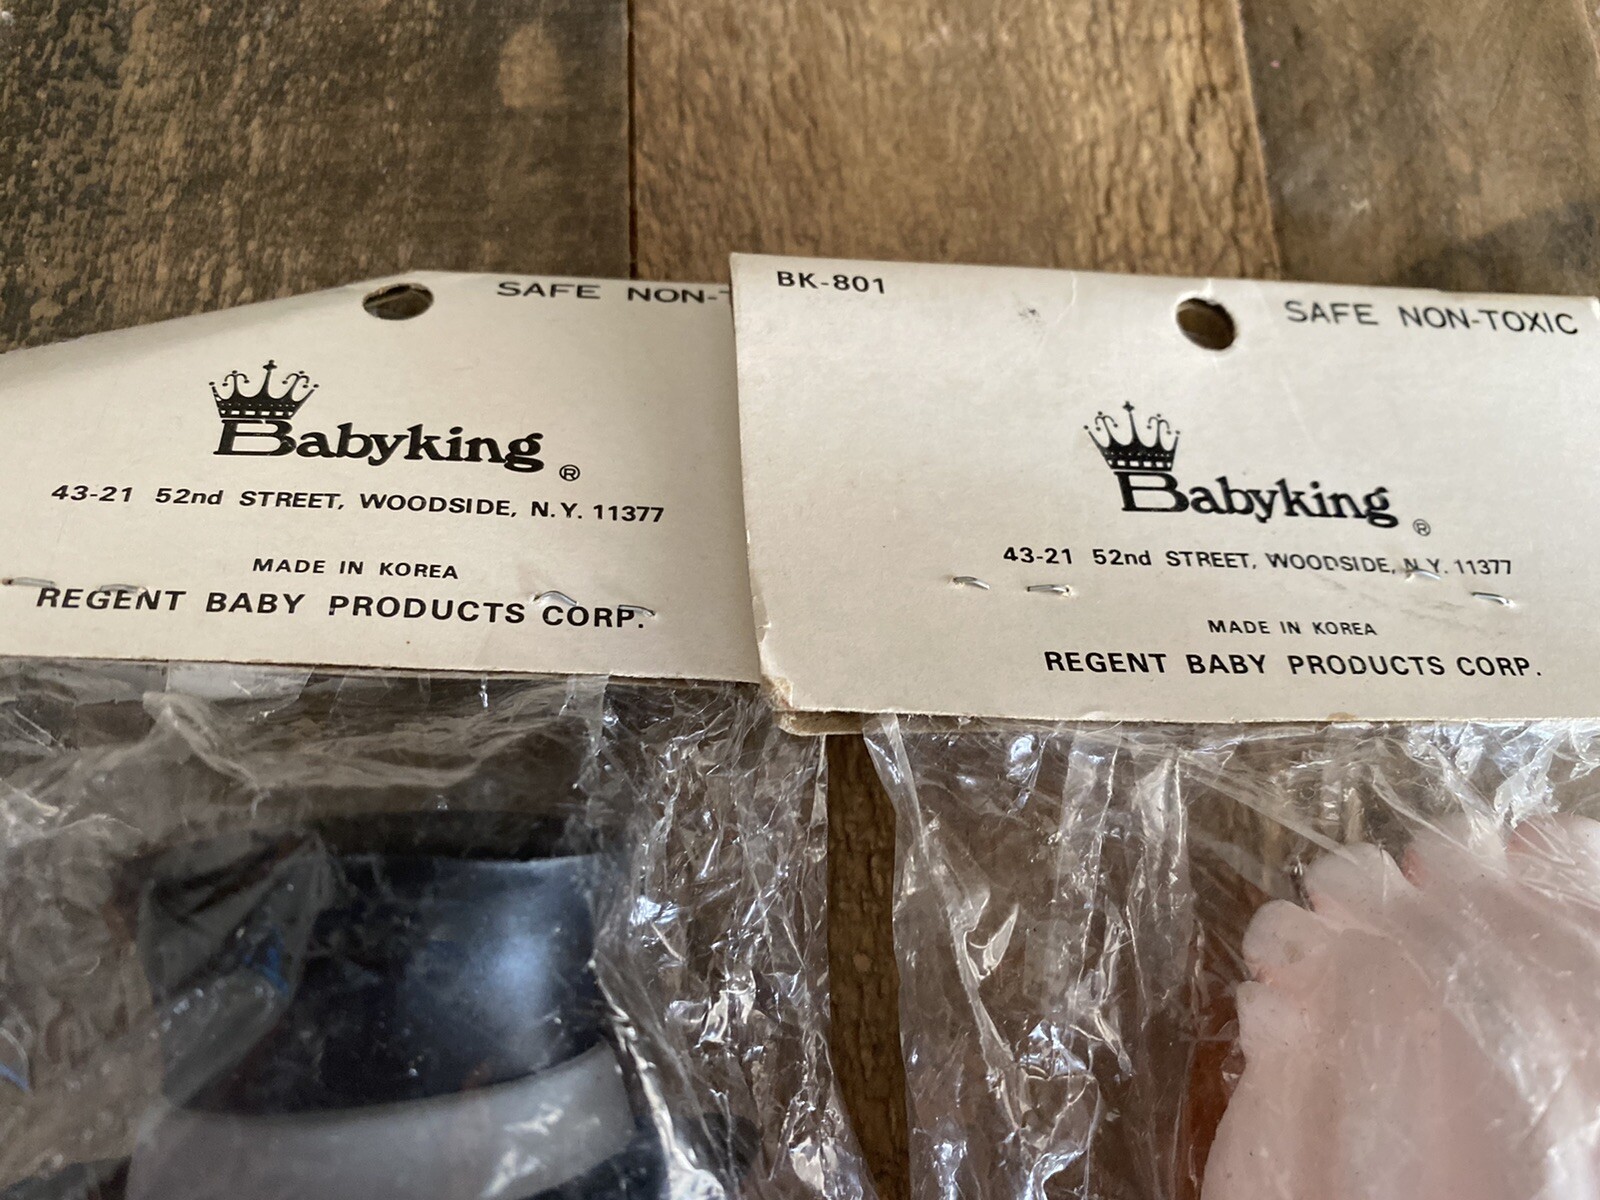 SAFE NON-
Babyking ®
43-21 52nd STREET, WOODSIDE, N.Y. 11377
MADE IN KOREA
REGENT BABY PRODUCTS CORP.
BK-801
SAFE NON-TOXIC
Babyking ®
43-21 52nd STREET, WOODSIDE, N.Y. 11377
MADE IN KOREA
REGENT BABY PRODUCTS CORP.